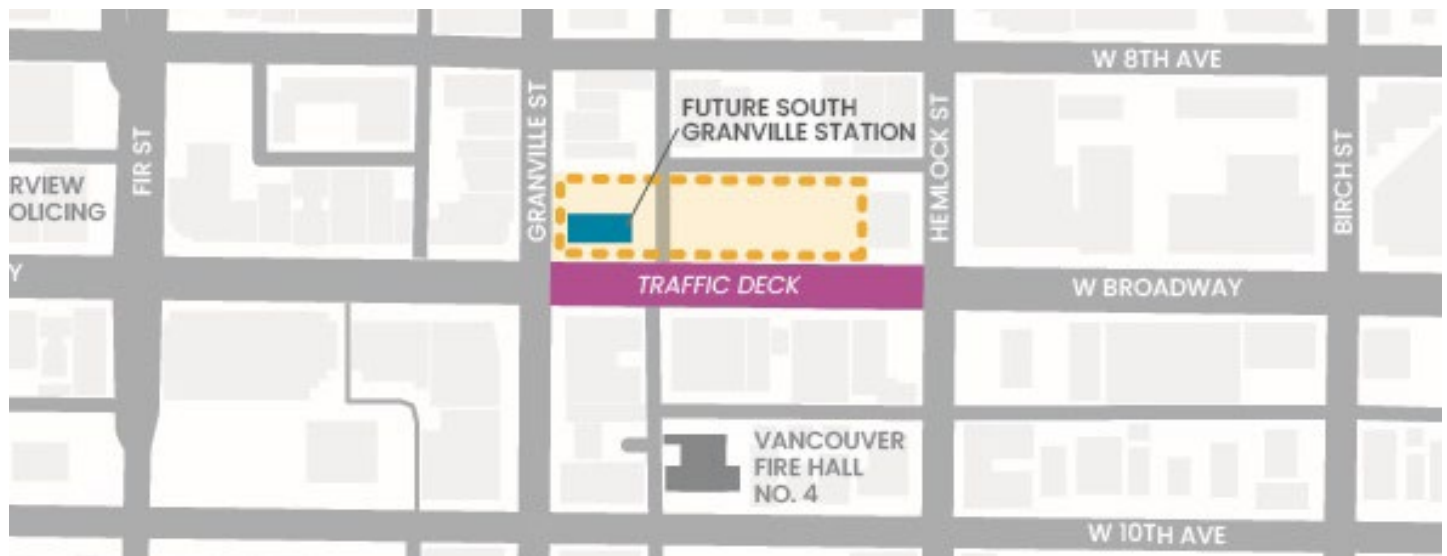 W 8TH AVE
FUTURE SOUTH
GRANVILLE STATION
FIR ST
GRANVILLE ST
HEMLOCK ST
BIRCH ST
RVIEW
OLICING
Y
TRAFFIC DECK
W BROADWAY
VANCOUVER
FIRE HALL
NO. 4
W 10TH AVE